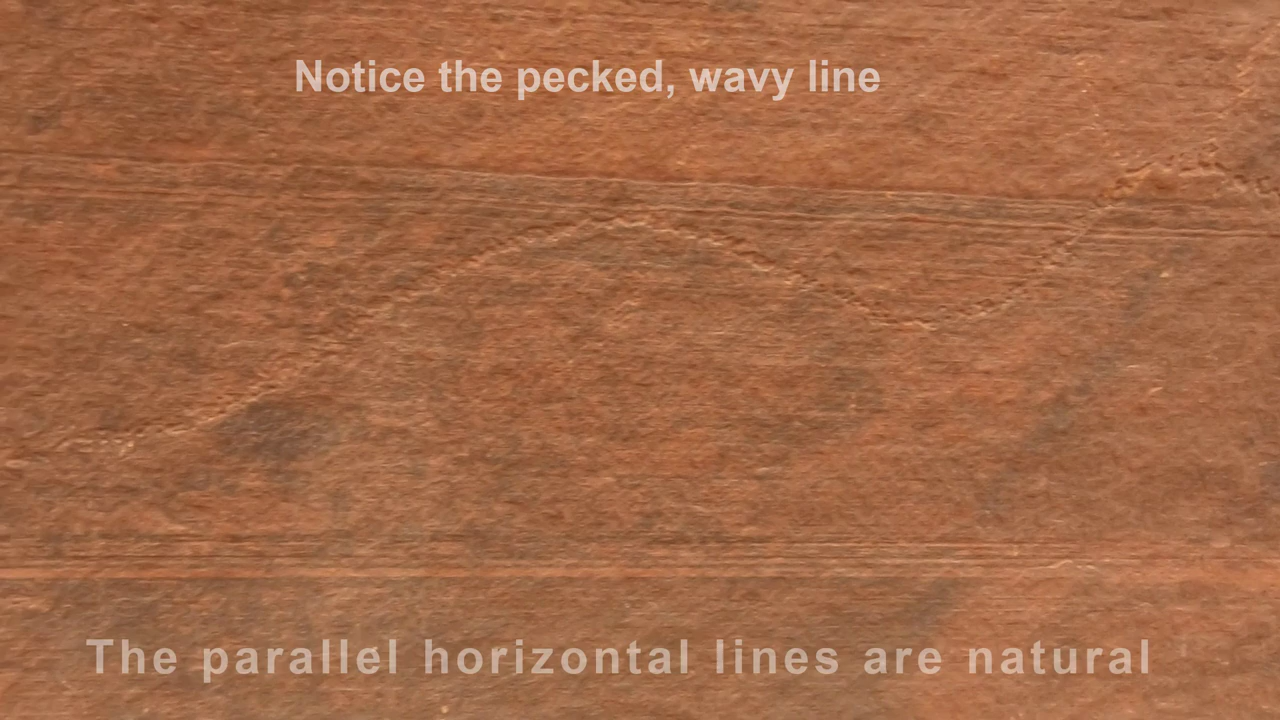 Notice the pecked, wavy line
The parallel horizontal lines are natural